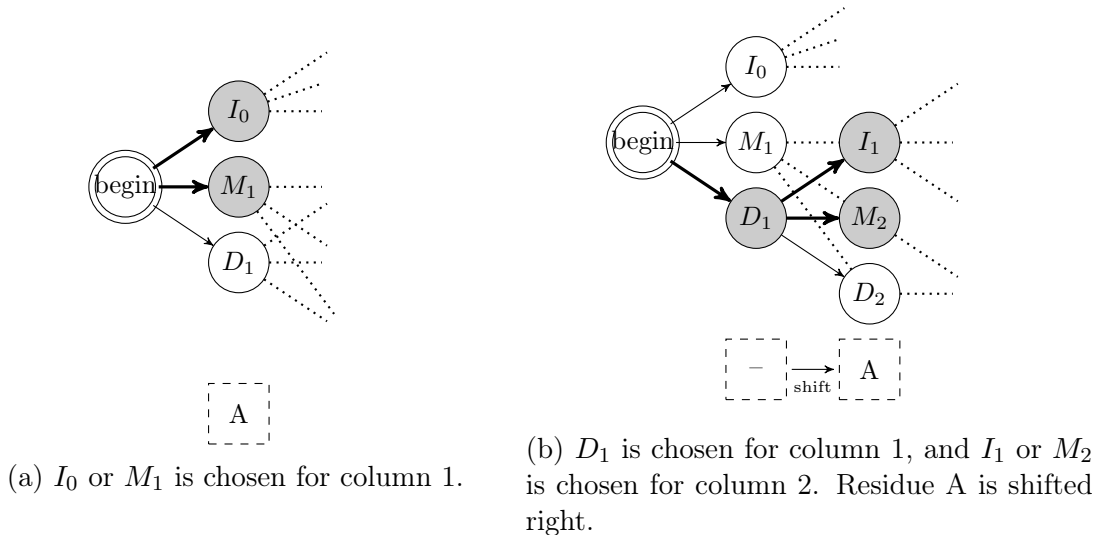 begin
I₀
M₁
D₁
A
(a) I₀ or M₁ is chosen for column 1.
begin
I₀
M₁
I₁
D₁
M₂
D₂
– shift A
(b) D₁ is chosen for column 1, and I₁ or M₂
is chosen for column 2. Residue A is shifted
right.